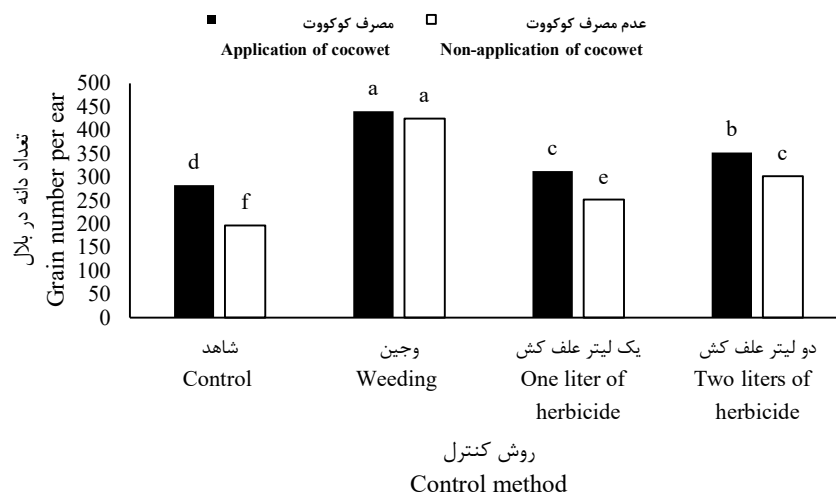 مصرف کوکووت
Application of cocowet
عدم مصرف کوکووت
Non-application of cocowet
تعداد دانه در بلال
Grain number per ear
500
450
400
350
300
250
200
150
100
50
0
d
f
a
a
c
e
b
c
شاهد
Control
وجین
Weeding
یک لیتر علف کش
One liter of
herbicide
دو لیتر علف کش
Two liters of
herbicide
روش کنترل
Control method